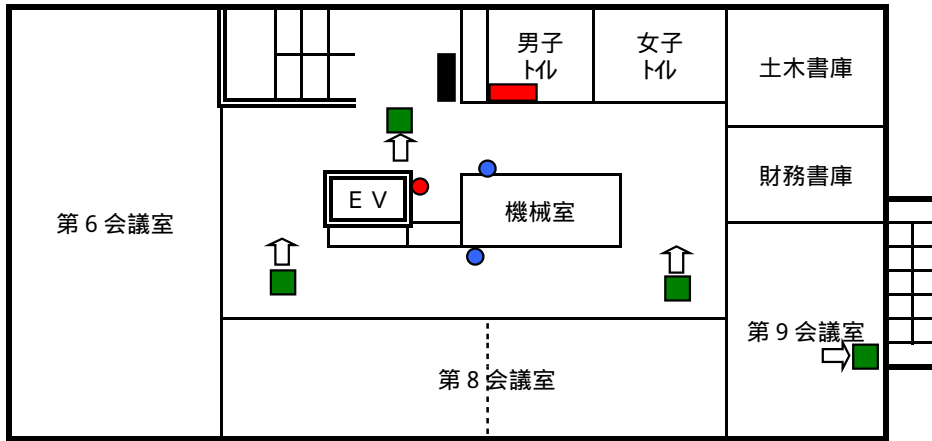 男子
ﾄｲﾚ
女子
ﾄｲﾚ
土木書庫
財務書庫
ＥＶ
機械室
第６会議室
第９会議室
第８会議室